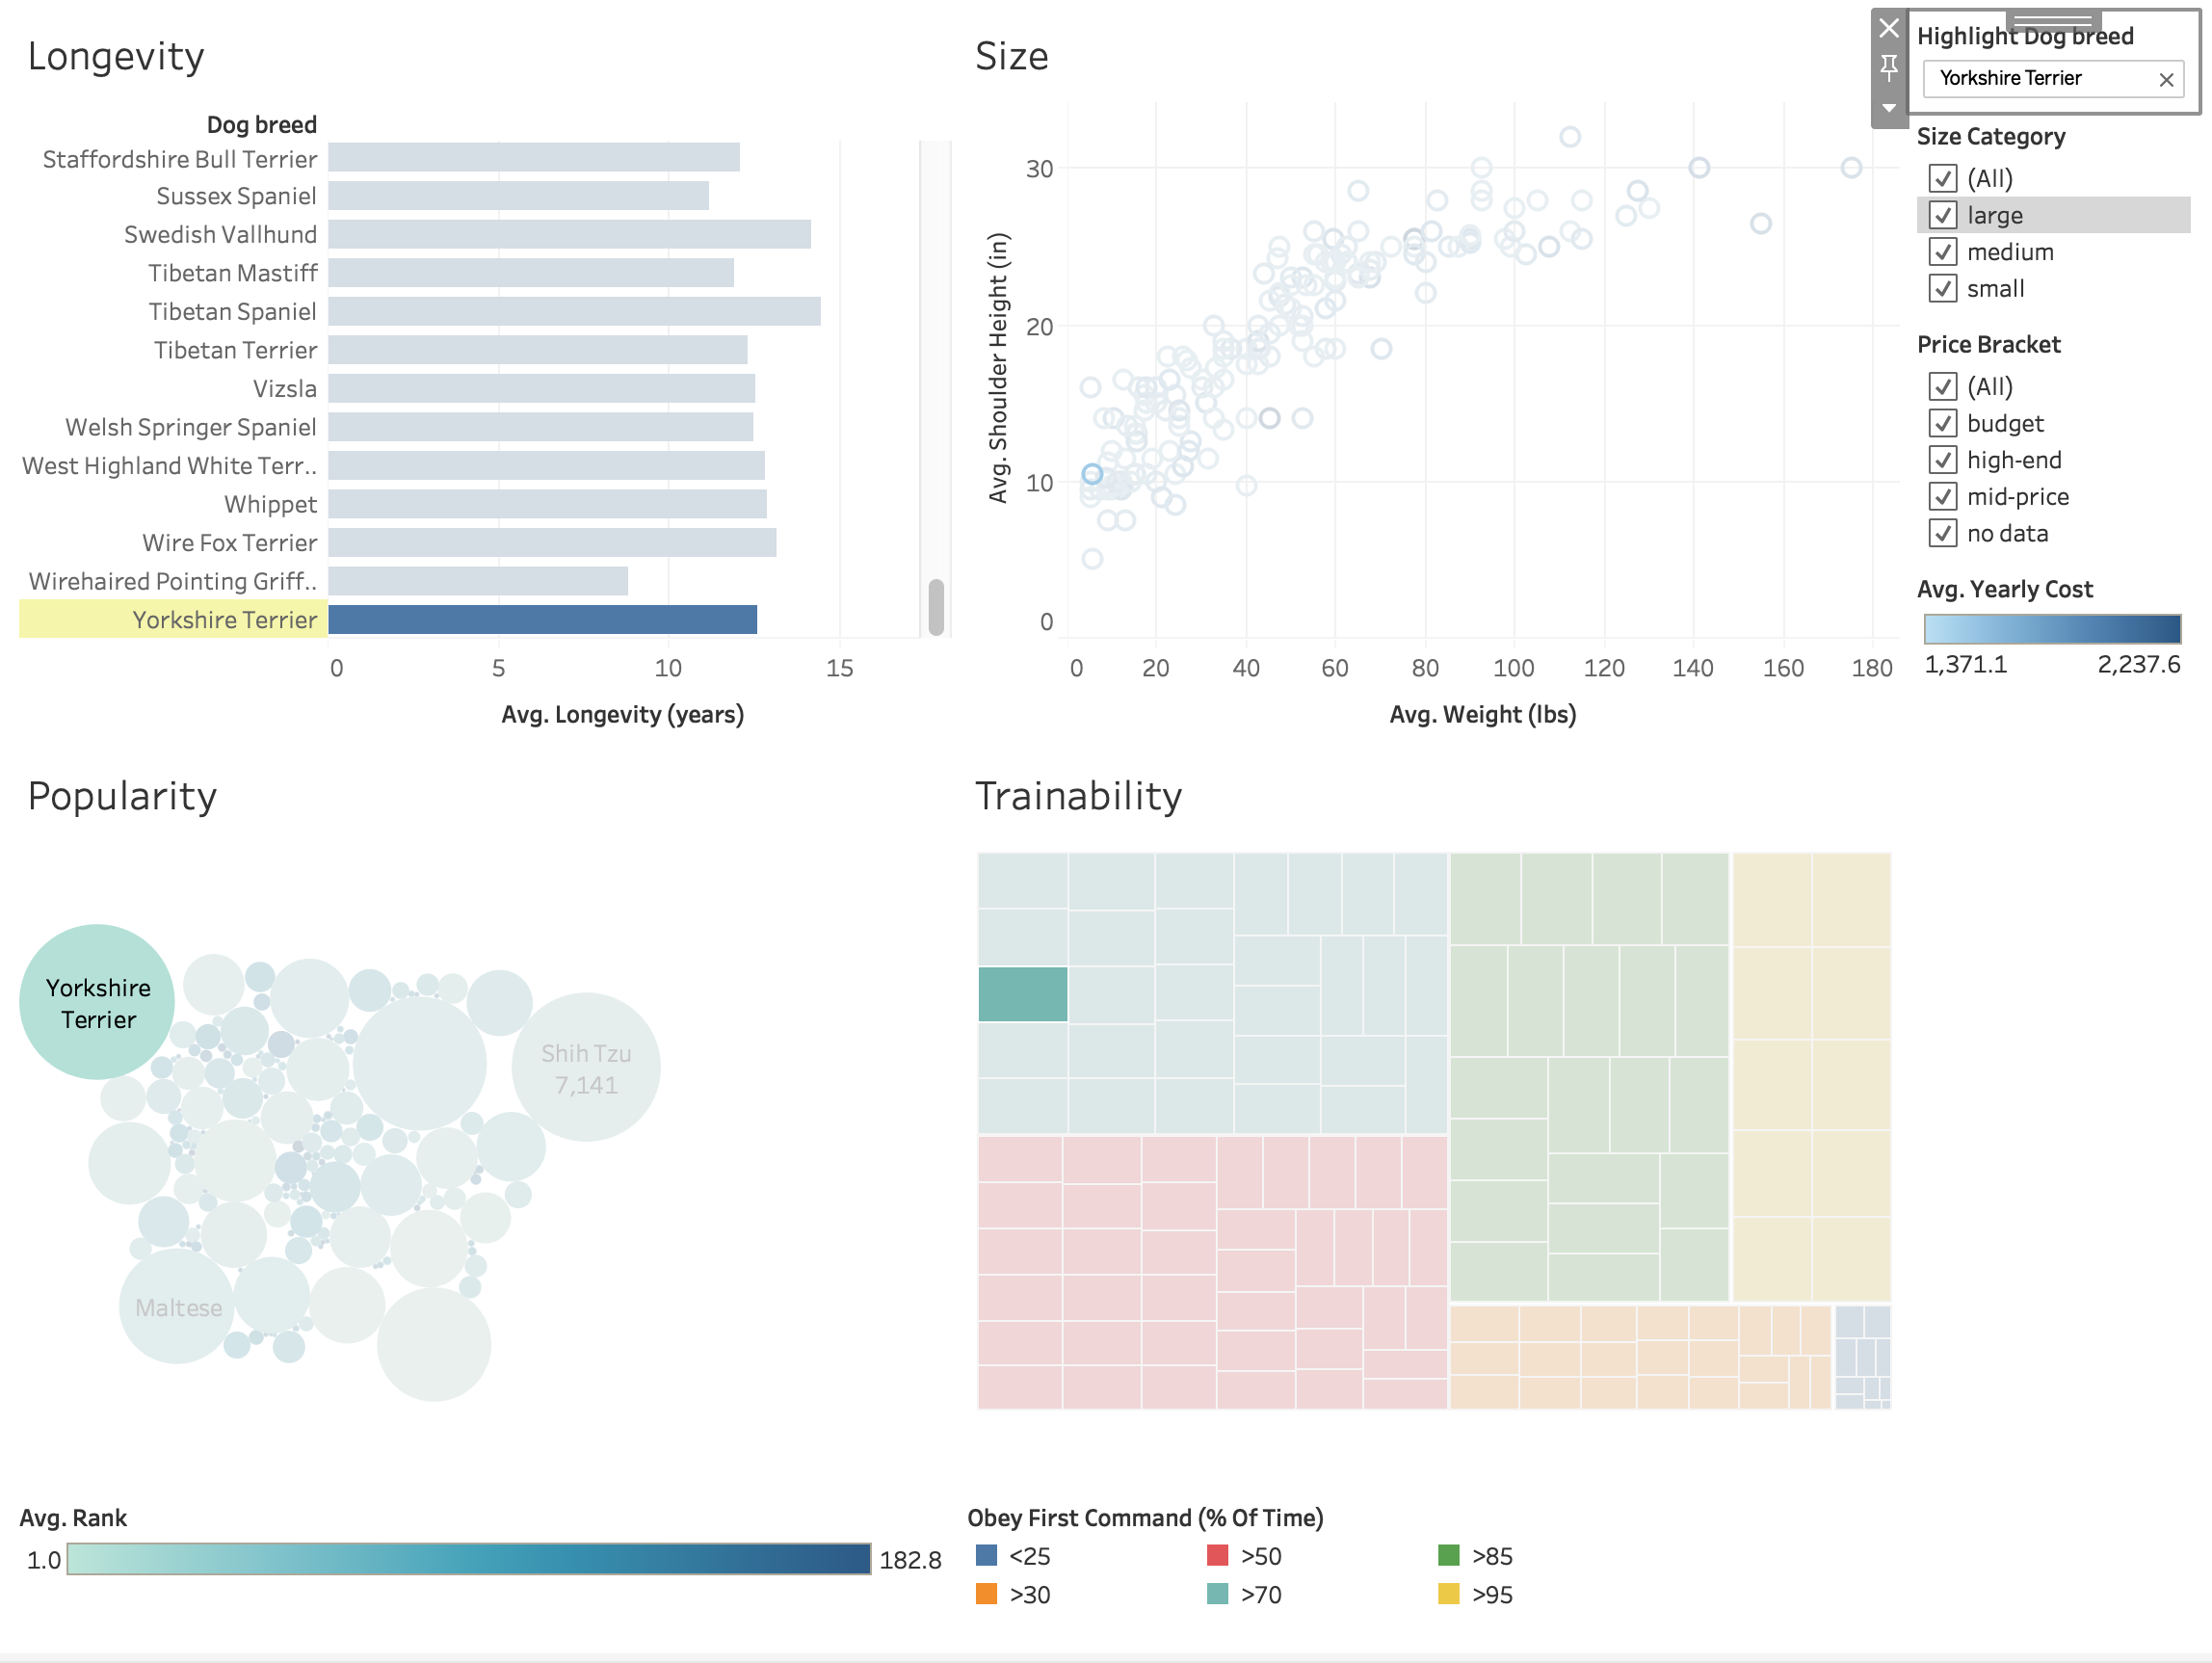 Longevity
Dog breed
Staffordshire Bull Terrier
Sussex Spaniel
Swedish Vallhund
Tibetan Mastiff
Tibetan Spaniel
Tibetan Terrier
Vizsla
Welsh Springer Spaniel
West Highland White Terr..
Whippet
Wire Fox Terrier
Wirehaired Pointing Griff..
Yorkshire Terrier
0 5 10 15
Avg. Longevity (years)
Size
Avg. Shoulder Height (in)
30
20
10
0
0 20 40 60 80 100 120 140 160 180
Avg. Weight (lbs)
Highlight Dog breed
Yorkshire Terrier
Size Category
(All)
large
medium
small
Price Bracket
(All)
budget
high-end
mid-price
no data
Avg. Yearly Cost
1,371.1 2,237.6
Popularity
Yorkshire
Terrier
Shih Tzu
7,141
Maltese
Avg. Rank
1.0 182.8
Trainability
Obey First Command (% Of Time)
<25 >50 >85
>30 >70 >95